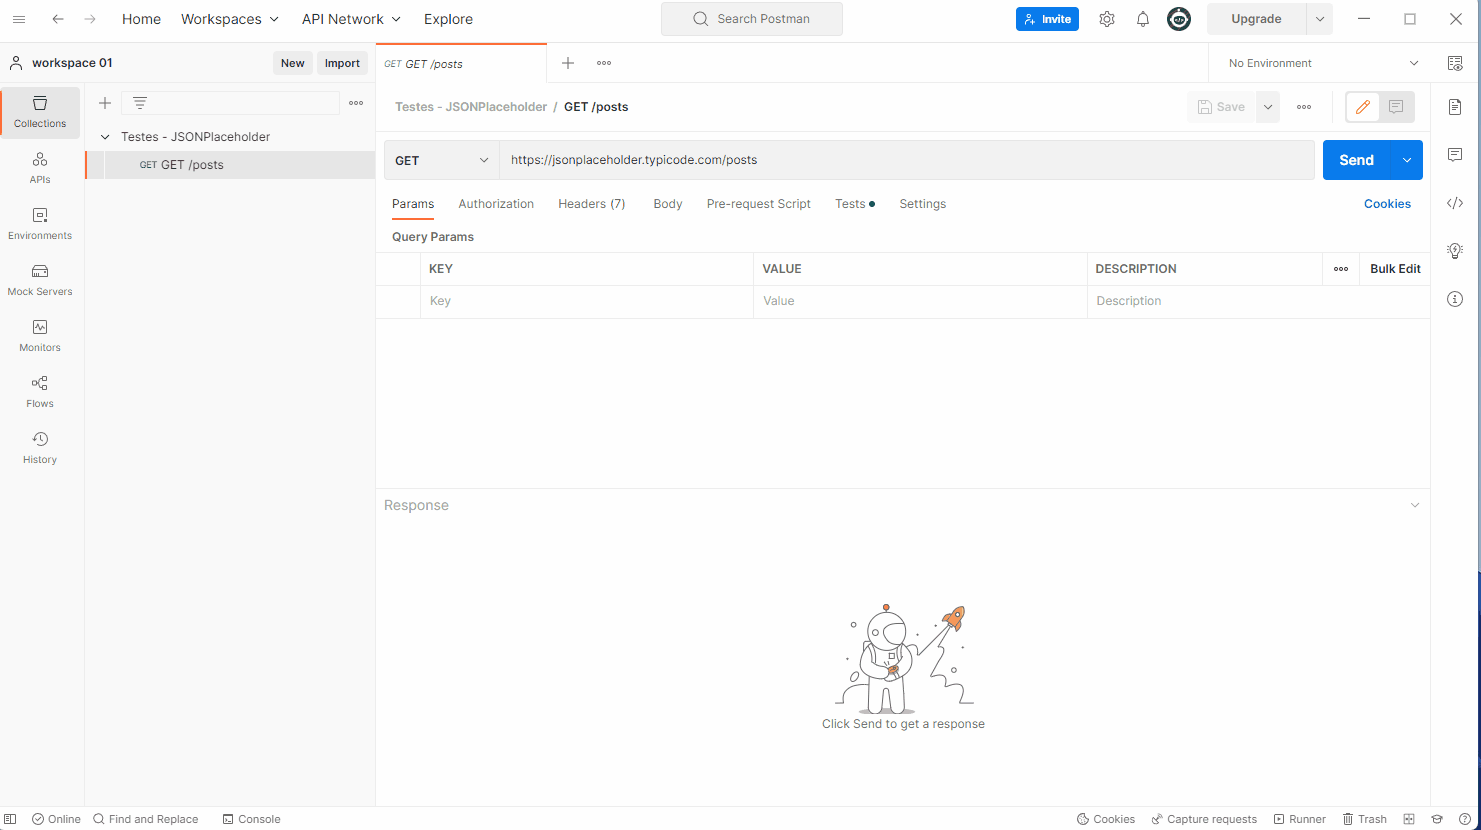 Home Workspaces API Network Explore Search Postman Invite Upgrade
workspace 01 New Import GET GET /posts No Environment
Collections
APIs
Environments
Mock Servers
Monitors
Flows
History
Testes - JSONPlaceholder
GET GET /posts
Testes - JSONPlaceholder / GET /posts Save
GET https://jsonplaceholder.typicode.com/posts Send
Params Authorization Headers (7) Body Pre-request Script Tests Settings Cookies
Query Params
KEY VALUE DESCRIPTION Bulk Edit
Key Value Description
Response
Click Send to get a response
Online Find and Replace Console Cookies Capture requests Runner Trash